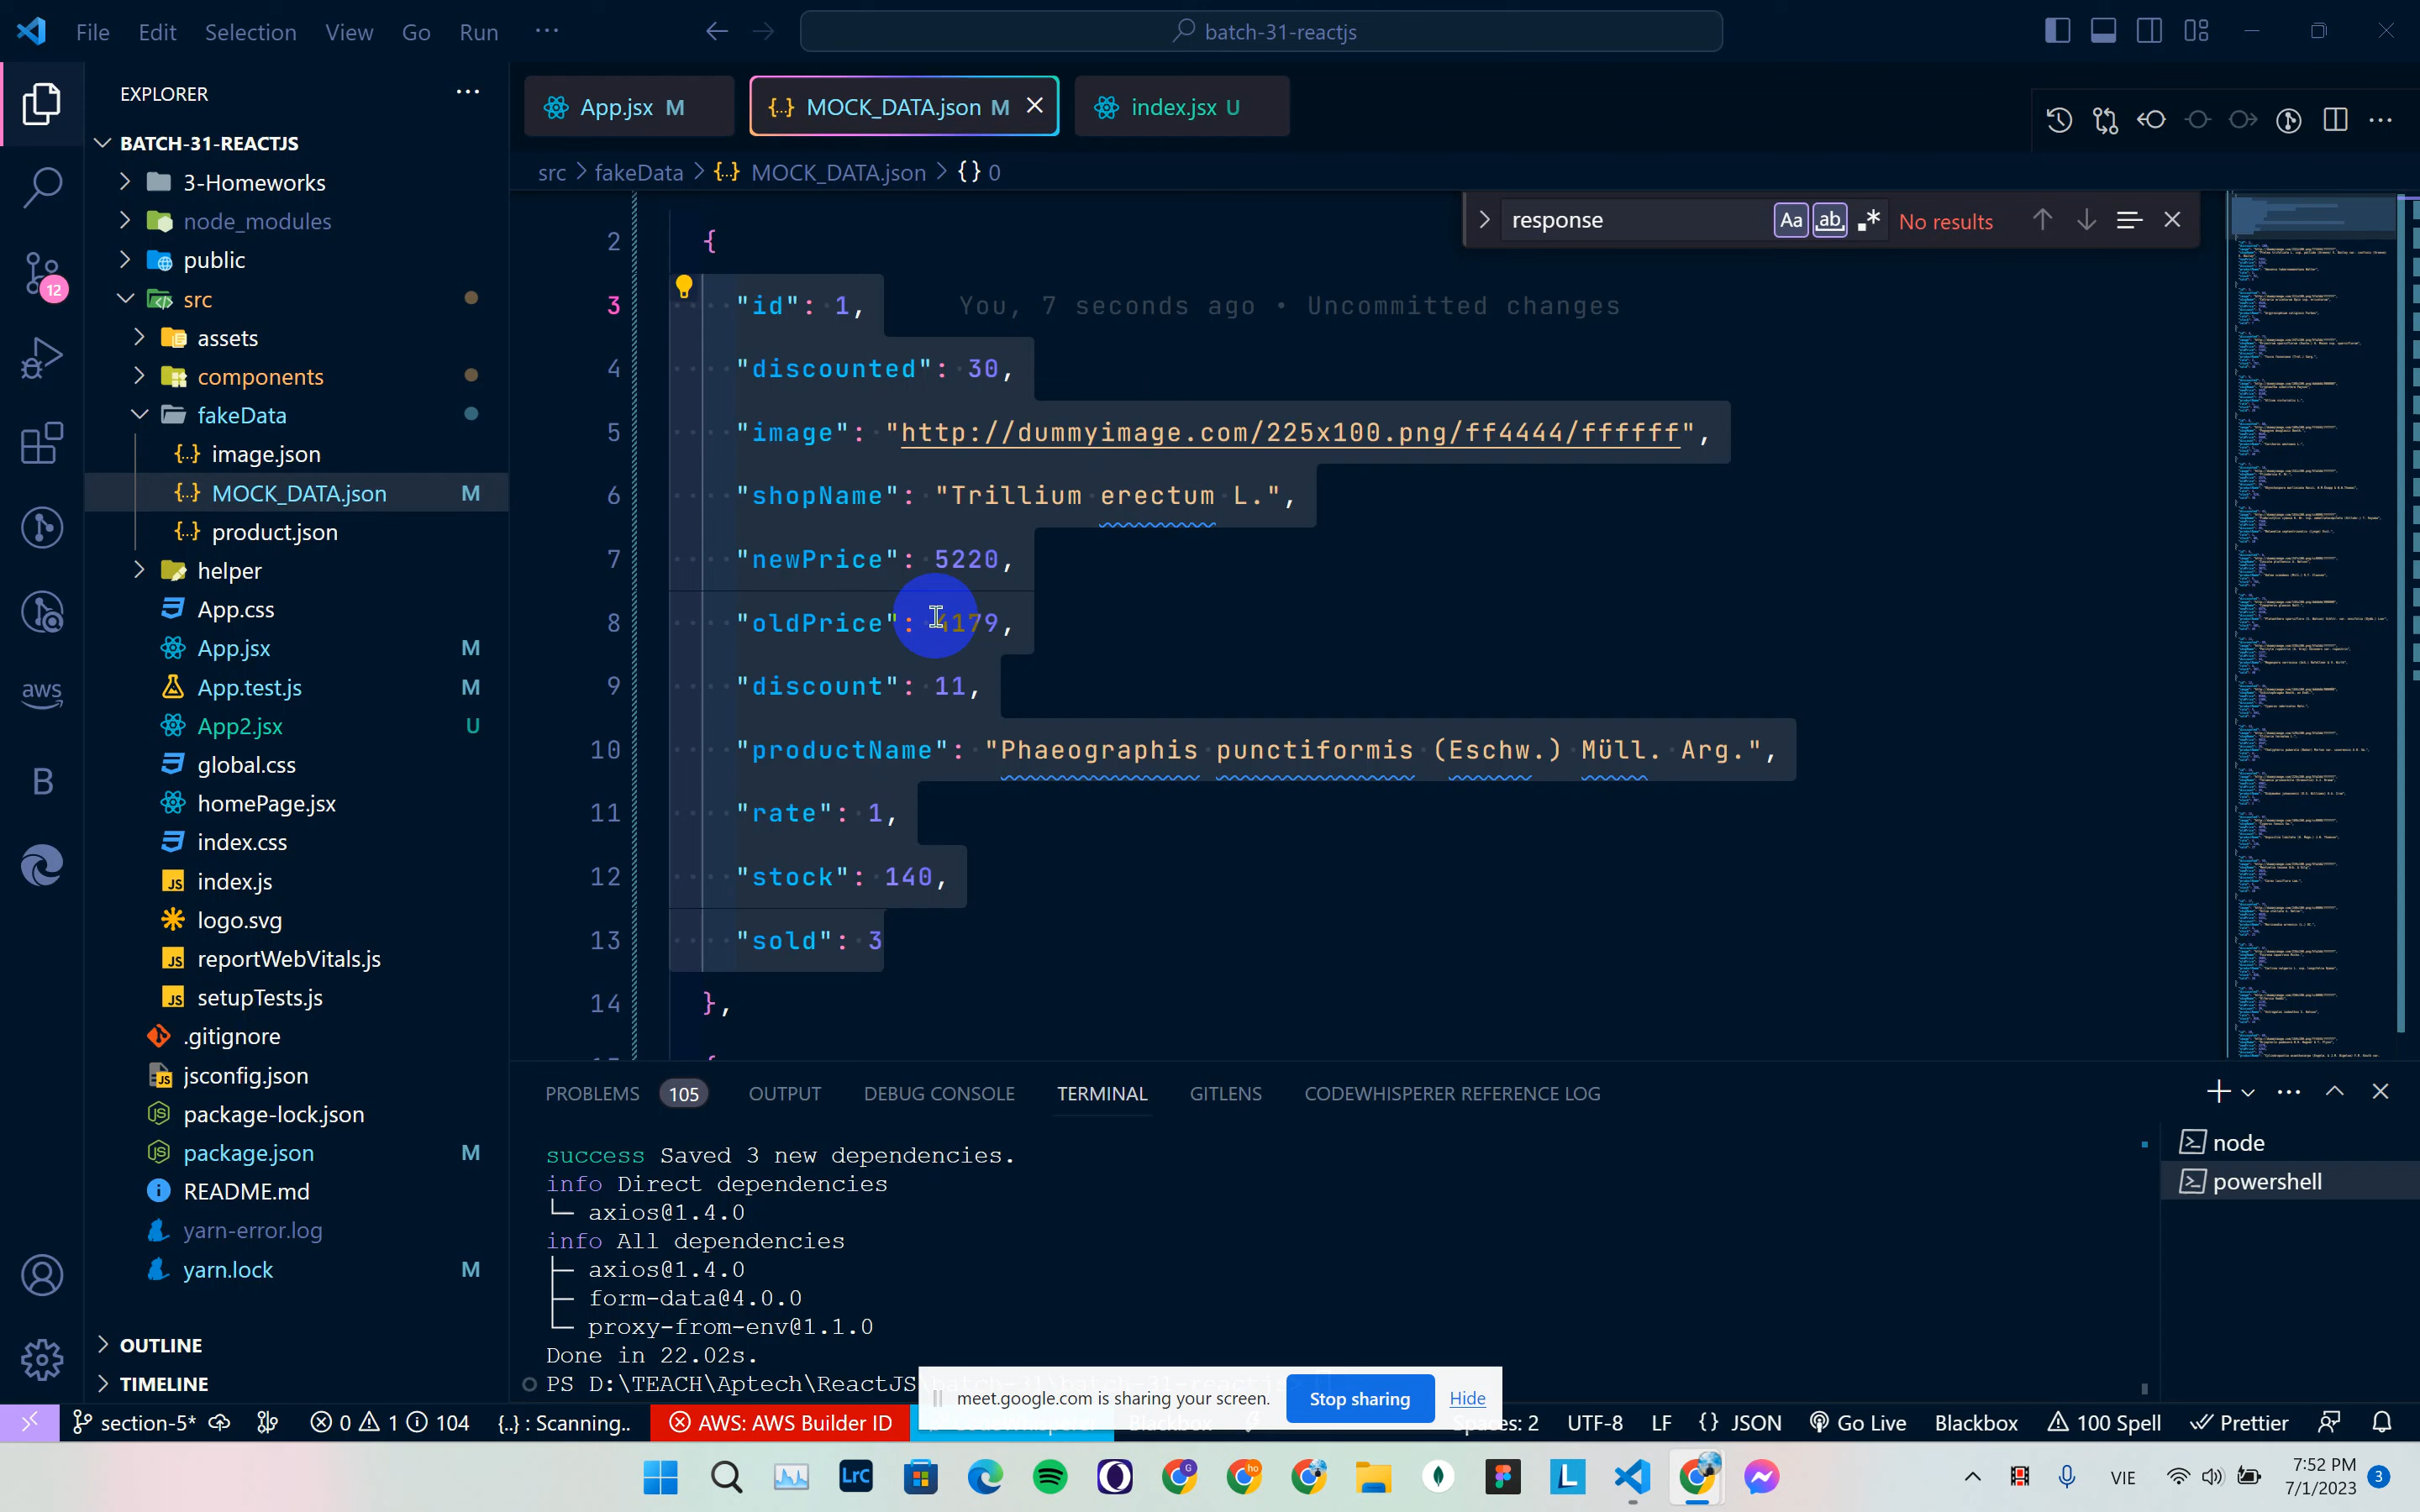 File Edit Selection View Go Run ···
batch-31-reactjs
EXPLORER
BATCH-31-REACTJS
3-Homeworks
node_modules
public
src
assets
components
fakeData
image.json
MOCK_DATA.json M
product.json
helper
App.css
App.jsx M
App.test.js M
App2.jsx U
global.css
homePage.jsx
index.css
index.js
logo.svg
reportWebVitals.js
setupTests.js
.gitignore
jsconfig.json
package-lock.json
package.json M
README.md
yarn-error.log
yarn.lock M
OUTLINE
TIMELINE
12
aws
B
App.jsx M
MOCK_DATA.json M
index.jsx U
src > fakeData > {..} MOCK_DATA.json > {} 0
response Aa ab .* No results
2 {
3 "id": 1, You, 7 seconds ago • Uncommitted changes
4 "discounted": 30,
5 "image": "http://dummyimage.com/225x100.png/ff4444/ffffff",
6 "shopName": "Trillium erectum L.",
7 "newPrice": 5220,
8 "oldPrice": 4179,
9 "discount": 11,
10 "productName": "Phaeographis punctiformis (Eschw.) Müll. Arg.",
11 "rate": 1,
12 "stock": 140,
13 "sold": 3
14 },
PROBLEMS 105 OUTPUT DEBUG CONSOLE TERMINAL GITLENS CODEWHISPERER REFERENCE LOG
success Saved 3 new dependencies.
info Direct dependencies
└─ axios@1.4.0
info All dependencies
├─ axios@1.4.0
├─ form-data@4.0.0
└─ proxy-from-env@1.1.0
Done in 22.02s.
PS D:\TEACH\Aptech\ReactJS
node
powershell
meet.google.com is sharing your screen. Stop sharing Hide
section-5* 0 1 104 {..} : Scanning.. AWS: AWS Builder ID Spaces: 2 UTF-8 LF {} JSON Go Live Blackbox 100 Spell Prettier
LrC
VIE
7:52 PM
7/1/2023
3